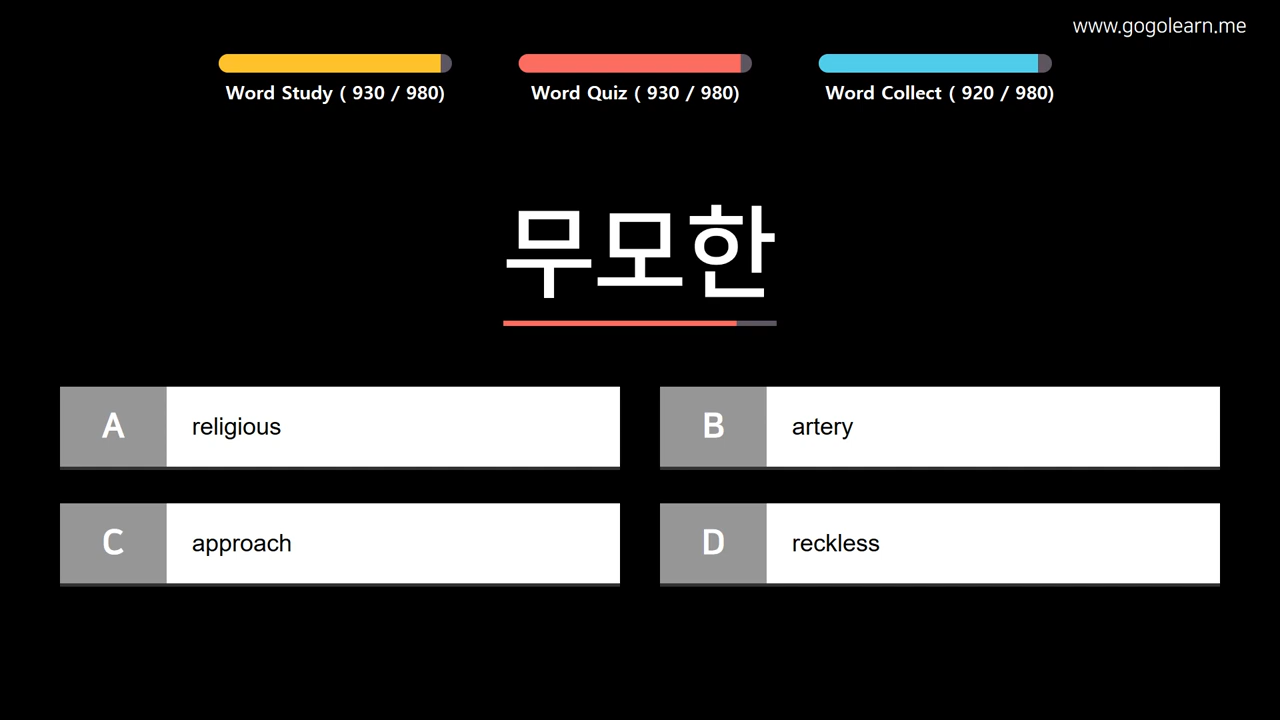 www.gogolearn.me
Word Study ( 930 / 980)
Word Quiz ( 930 / 980)
Word Collect ( 920 / 980)
무모한
A religious
B artery
C approach
D reckless